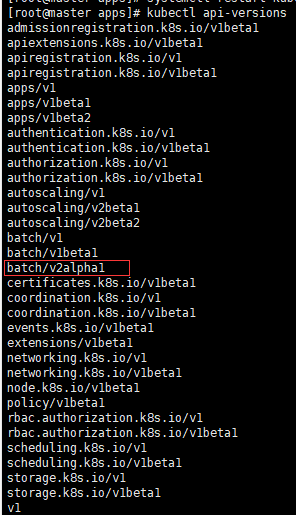 [root@master apps]# systemctl restart kub
[root@master apps]# kubectl api-versions
admissionregistration.k8s.io/v1beta1
apiextensions.k8s.io/v1beta1
apiregistration.k8s.io/v1
apiregistration.k8s.io/v1beta1
apps/v1
apps/v1beta1
apps/v1beta2
authentication.k8s.io/v1
authentication.k8s.io/v1beta1
authorization.k8s.io/v1
authorization.k8s.io/v1beta1
autoscaling/v1
autoscaling/v2beta1
autoscaling/v2beta2
batch/v1
batch/v1beta1
batch/v2alpha1
certificates.k8s.io/v1beta1
coordination.k8s.io/v1
coordination.k8s.io/v1beta1
events.k8s.io/v1beta1
extensions/v1beta1
networking.k8s.io/v1
networking.k8s.io/v1beta1
node.k8s.io/v1beta1
policy/v1beta1
rbac.authorization.k8s.io/v1
rbac.authorization.k8s.io/v1beta1
scheduling.k8s.io/v1
scheduling.k8s.io/v1beta1
storage.k8s.io/v1
storage.k8s.io/v1beta1
v1